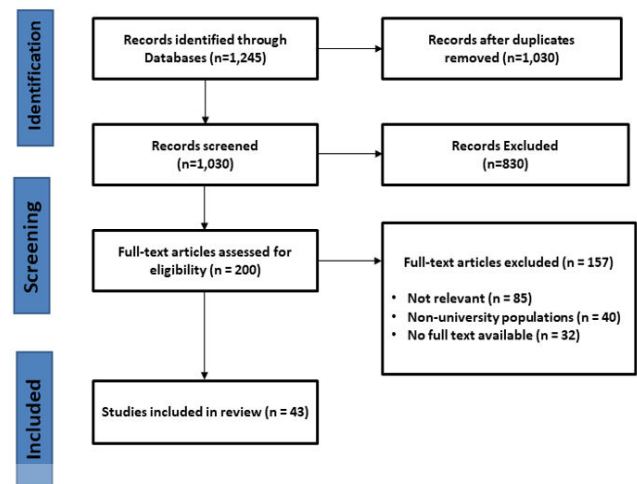 Identification
Records identified through
Databases (n=1,245)
Records after duplicates
removed (n=1,030)
Records screened
(n=1,030)
Records Excluded
(n=830)
Screening
Full-text articles assessed for
eligibility (n = 200)
Full-text articles excluded (n = 157)
• Not relevant (n = 85)
• Non-university populations (n = 40)
• No full text available (n = 32)
Included
Studies included in review (n = 43)